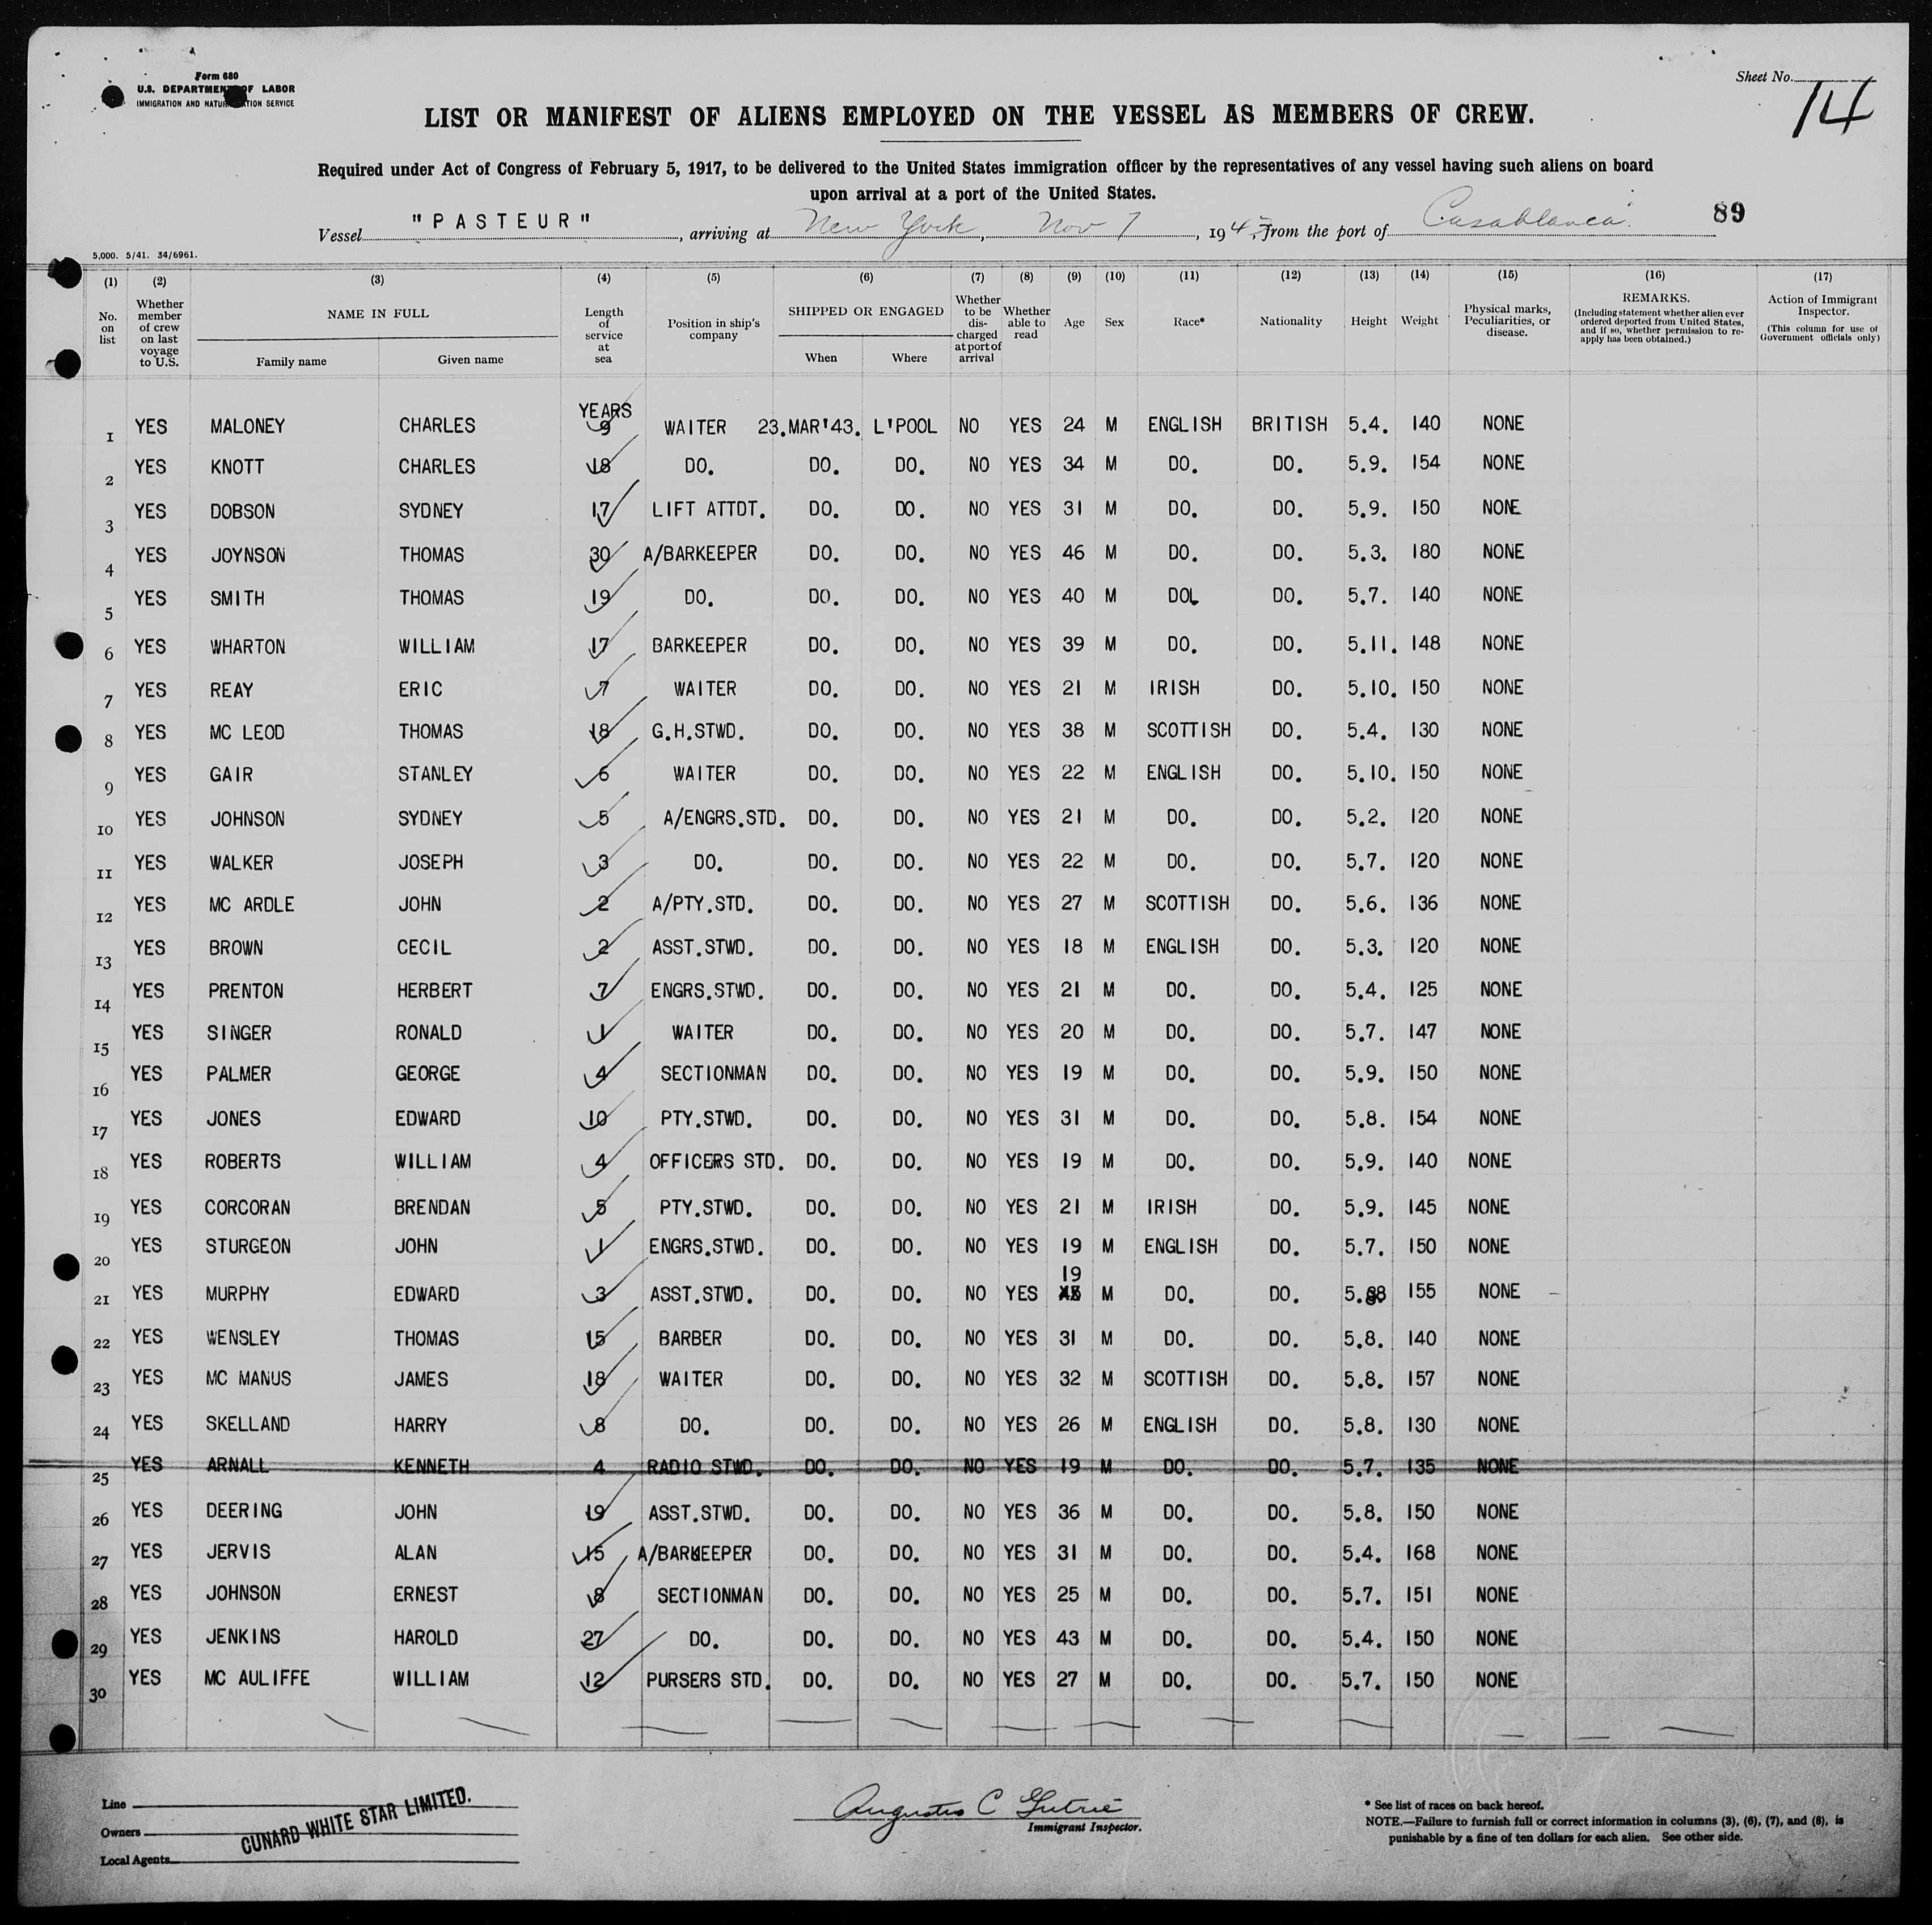 Form 680
U.S. DEPARTMENT OF LABOR
IMMIGRATION AND NATURALIZATION SERVICE
Sheet No. 14
LIST OR MANIFEST OF ALIENS EMPLOYED ON THE VESSEL AS MEMBERS OF CREW.
Required under Act of Congress of February 5, 1917, to be delivered to the United States immigration officer by the representatives of any vessel having such aliens on board
upon arrival at a port of the United States.
Vessel "PASTEUR", arriving at New York, Nov 7, 1943, from the port of Casablanca. 89
5,000. 5/41. 34/6961.
(1) (2) (3) (4) (5) (6) (7) (8) (9) (10) (11) (12) (13) (14) (15) (16) (17)
No. on list Whether member of crew on last voyage to U.S. NAME IN FULL Family name Given name Length of service at sea Position in ship's company SHIPPED OR ENGAGED When Where Whether to be discharged at port of arrival Whether able to read Age Sex Race* Nationality Height Weight Physical marks, Peculiarities, or disease. REMARKS. (Including statement whether alien ever ordered deported from United States, and if so, whether permission to re-apply has been obtained.) Action of Immigrant Inspector. (This column for use of Government officials only)
YEARS
1 YES MALONEY CHARLES 9 WAITER 23.MAR'43. L'POOL NO YES 24 M ENGLISH BRITISH 5.4. 140 NONE
2 YES KNOTT CHARLES 18 DO. DO. DO. NO YES 34 M DO. DO. 5.9. 154 NONE
3 YES DOBSON SYDNEY 17 LIFT ATTDT. DO. DO. NO YES 31 M DO. DO. 5.9. 150 NONE
4 YES JOYNSON THOMAS 30 A/BARKEEPER DO. DO. NO YES 46 M DO. DO. 5.3. 180 NONE
5 YES SMITH THOMAS 19 DO. DO. DO. NO YES 40 M DOL DO. 5.7. 140 NONE
6 YES WHARTON WILLIAM 17 BARKEEPER DO. DO. NO YES 39 M DO. DO. 5.11. 148 NONE
7 YES REAY ERIC 7 WAITER DO. DO. NO YES 21 M IRISH DO. 5.10. 150 NONE
8 YES MC LEOD THOMAS 18 G.H.STWD. DO. DO. NO YES 38 M SCOTTISH DO. 5.4. 130 NONE
9 YES GAIR STANLEY 6 WAITER DO. DO. NO YES 22 M ENGLISH DO. 5.10. 150 NONE
10 YES JOHNSON SYDNEY 5 A/ENGRS.STD. DO. DO. NO YES 21 M DO. DO. 5.2. 120 NONE
11 YES WALKER JOSEPH 3 DO. DO. DO. NO YES 22 M DO. DO. 5.7. 120 NONE
12 YES MC ARDLE JOHN 2 A/PTY.STD. DO. DO. NO YES 27 M SCOTTISH DO. 5.6. 136 NONE
13 YES BROWN CECIL 2 ASST.STWD. DO. DO. NO YES 18 M ENGLISH DO. 5.3. 120 NONE
14 YES PRENTON HERBERT 7 ENGRS.STWD. DO. DO. NO YES 21 M DO. DO. 5.4. 125 NONE
15 YES SINGER RONALD 1 WAITER DO. DO. NO YES 20 M DO. DO. 5.7. 147 NONE
16 YES PALMER GEORGE 4 SECTIONMAN DO. DO. NO YES 19 M DO. DO. 5.9. 150 NONE
17 YES JONES EDWARD 10 PTY.STWD. DO. DO. NO YES 31 M DO. DO. 5.8. 154 NONE
18 YES ROBERTS WILLIAM 4 OFFICERS STD. DO. DO. NO YES 19 M DO. DO. 5.9. 140 NONE
19 YES CORCORAN BRENDAN 5 PTY.STWD. DO. DO. NO YES 21 M IRISH DO. 5.9. 145 NONE
20 YES STURGEON JOHN 1 ENGRS.STWD. DO. DO. NO YES 19 M ENGLISH DO. 5.7. 150 NONE
21 YES MURPHY EDWARD 3 ASST.STWD. DO. DO. NO YES 19 M DO. DO. 5.88 155 NONE
22 YES WENSLEY THOMAS 15 BARBER DO. DO. NO YES 31 M DO. DO. 5.8. 140 NONE
23 YES MC MANUS JAMES 18 WAITER DO. DO. NO YES 32 M SCOTTISH DO. 5.8. 157 NONE
24 YES SKELLAND HARRY 8 DO. DO. DO. NO YES 26 M ENGLISH DO. 5.8. 130 NONE
25 YES ARNALL KENNETH 4 RADIO STWD. DO. DO. NO YES 19 M DO. DO. 5.7. 135 NONE
26 YES DEERING JOHN 19 ASST.STWD. DO. DO. NO YES 36 M DO. DO. 5.8. 150 NONE
27 YES JERVIS ALAN 15 A/BARKEEPER DO. DO. NO YES 31 M DO. DO. 5.4. 168 NONE
28 YES JOHNSON ERNEST 8 SECTIONMAN DO. DO. NO YES 25 M DO. DO. 5.7. 151 NONE
29 YES JENKINS HAROLD 27 DO. DO. DO. NO YES 43 M DO. DO. 5.4. 150 NONE
30 YES MC AULIFFE WILLIAM 12 PURSERS STD. DO. DO. NO YES 27 M DO. DO. 5.7. 150 NONE
Line
Owners
Local Agents
CUNARD WHITE STAR LIMITED.
Augustus C Gutrie
Immigrant Inspector.
* See list of races on back hereof.
NOTE.—Failure to furnish full or correct information in columns (3), (6), (7), and (8), is
punishable by a fine of ten dollars for each alien. See other side.